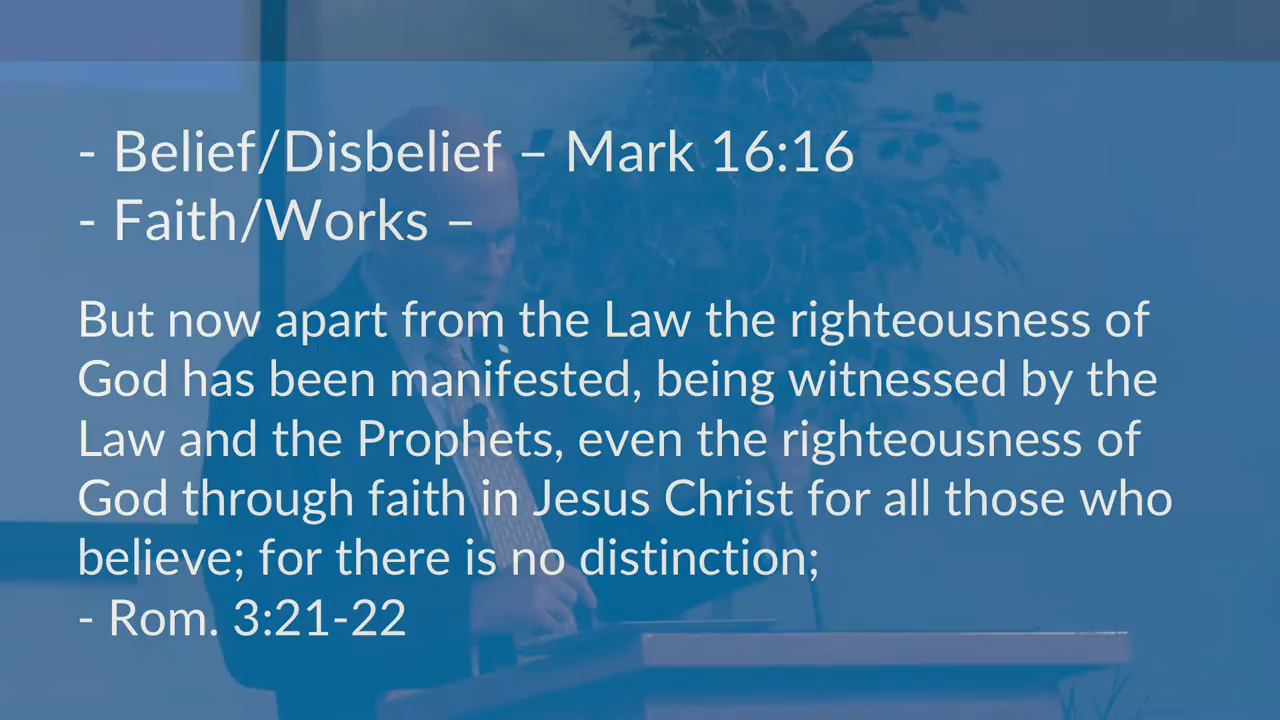 - Belief/Disbelief – Mark 16:16
- Faith/Works –
But now apart from the Law the righteousness of
God has been manifested, being witnessed by the
Law and the Prophets, even the righteousness of
God through faith in Jesus Christ for all those who
believe; for there is no distinction;
- Rom. 3:21-22